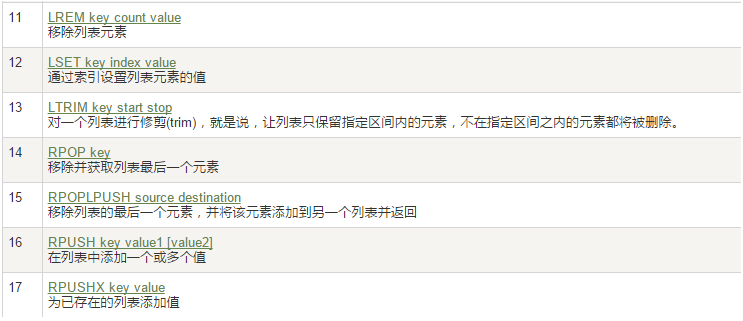 11 LREM key count value
移除列表元素
12 LSET key index value
通过索引设置列表元素的值
13 LTRIM key start stop
对一个列表进行修剪(trim)，就是说，让列表只保留指定区间内的元素，不在指定区间之内的元素都将被删除。
14 RPOP key
移除并获取列表最后一个元素
15 RPOPLPUSH source destination
移除列表的最后一个元素，并将该元素添加到另一个列表并返回
16 RPUSH key value1 [value2]
在列表中添加一个或多个值
17 RPUSHX key value
为已存在的列表添加值